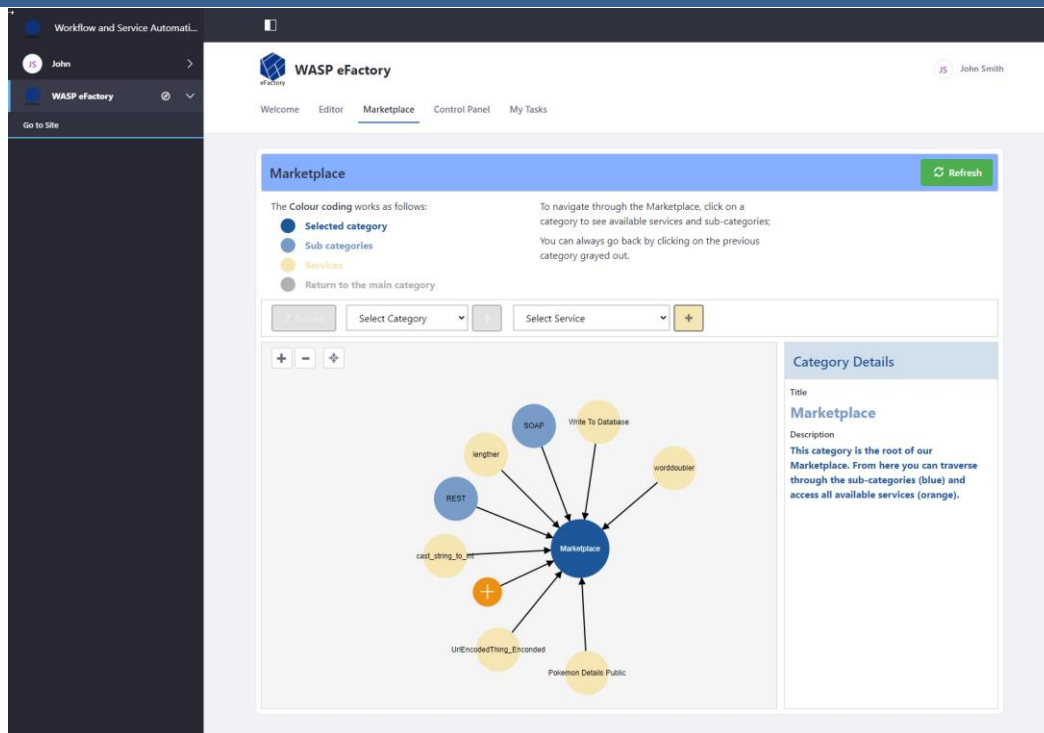 Workflow and Service Automati...
JS John
WASP eFactory
Go to Site
eFactory
WASP eFactory
JS John Smith
Welcome Editor Marketplace Control Panel My Tasks
Marketplace
Refresh
The Colour coding works as follows:
Selected category
Sub categories
Services
Return to the main category
To navigate through the Marketplace, click on a
category to see available services and sub-categories;
You can always go back by clicking on the previous
category grayed out.
Return
Select Category
+
Select Service
+
+ −
Category Details
Title
Marketplace
Description
This category is the root of our
Marketplace. From here you can traverse
through the sub-categories (blue) and
access all available services (orange).
SOAP
Write To Database
lengther
worddoubler
REST
Marketplace
cast_string_to_int
+
UrlEncodedThing_Enconded
Pokemon Details Public